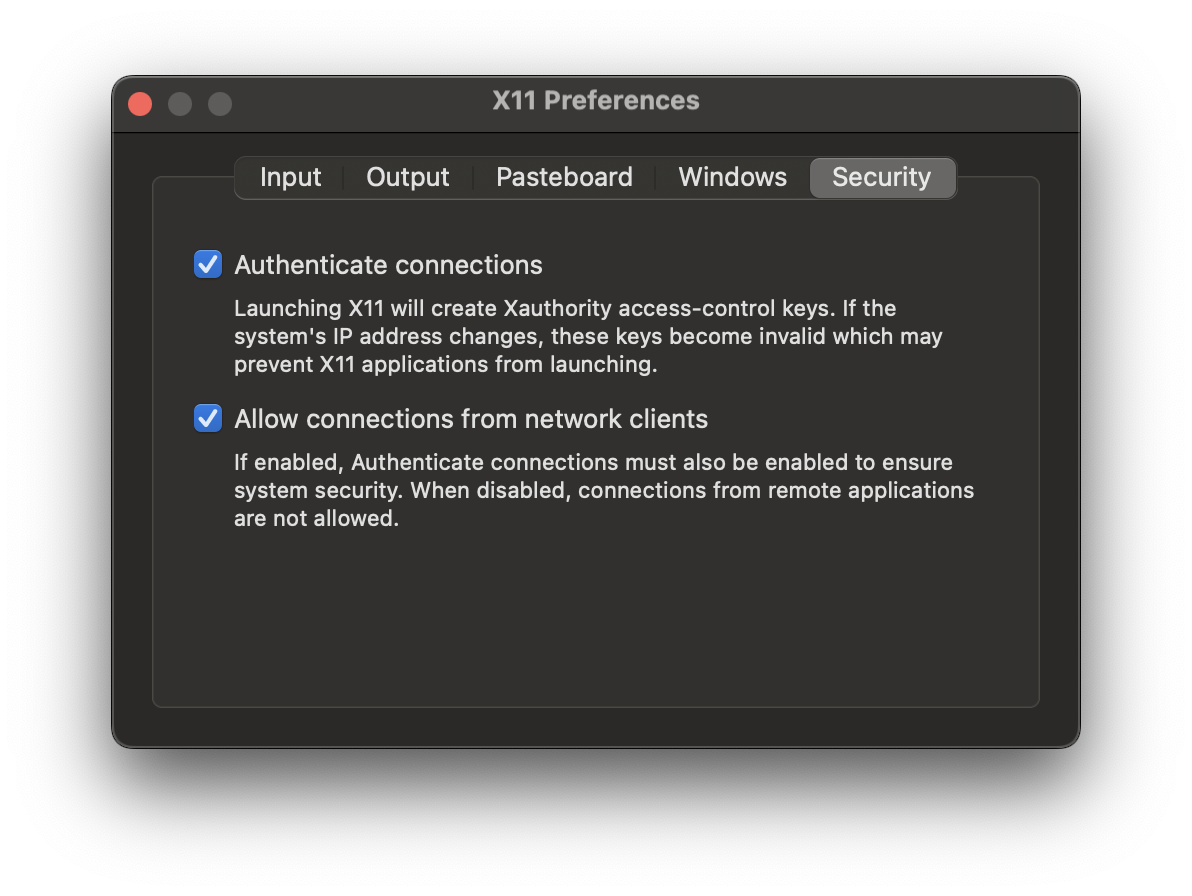 X11 Preferences
Input Output Pasteboard Windows Security
Authenticate connections
Launching X11 will create Xauthority access-control keys. If the
system's IP address changes, these keys become invalid which may
prevent X11 applications from launching.
Allow connections from network clients
If enabled, Authenticate connections must also be enabled to ensure
system security. When disabled, connections from remote applications
are not allowed.